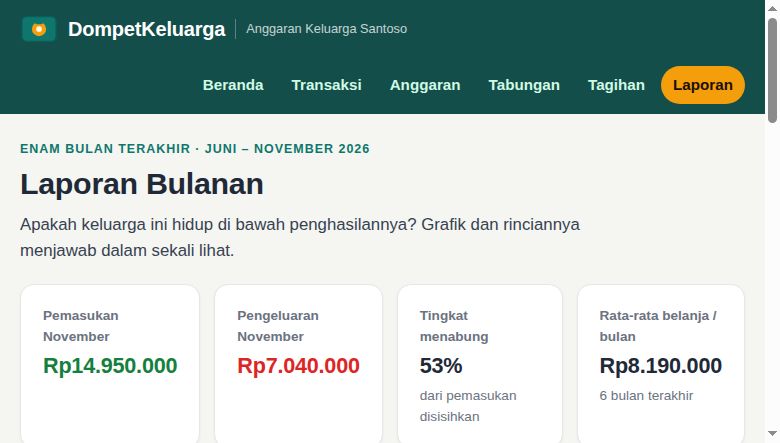 DompetKeluarga
Anggaran Keluarga Santoso
Beranda
Transaksi
Anggaran
Tabungan
Tagihan
Laporan
ENAM BULAN TERAKHIR · JUNI – NOVEMBER 2026
Laporan Bulanan
Apakah keluarga ini hidup di bawah penghasilannya? Grafik dan rinciannya
menjawab dalam sekali lihat.
Pemasukan
November
Rp14.950.000
Pengeluaran
November
Rp7.040.000
Tingkat
menabung
53%
dari pemasukan
disisihkan
Rata-rata belanja /
bulan
Rp8.190.000
6 bulan terakhir